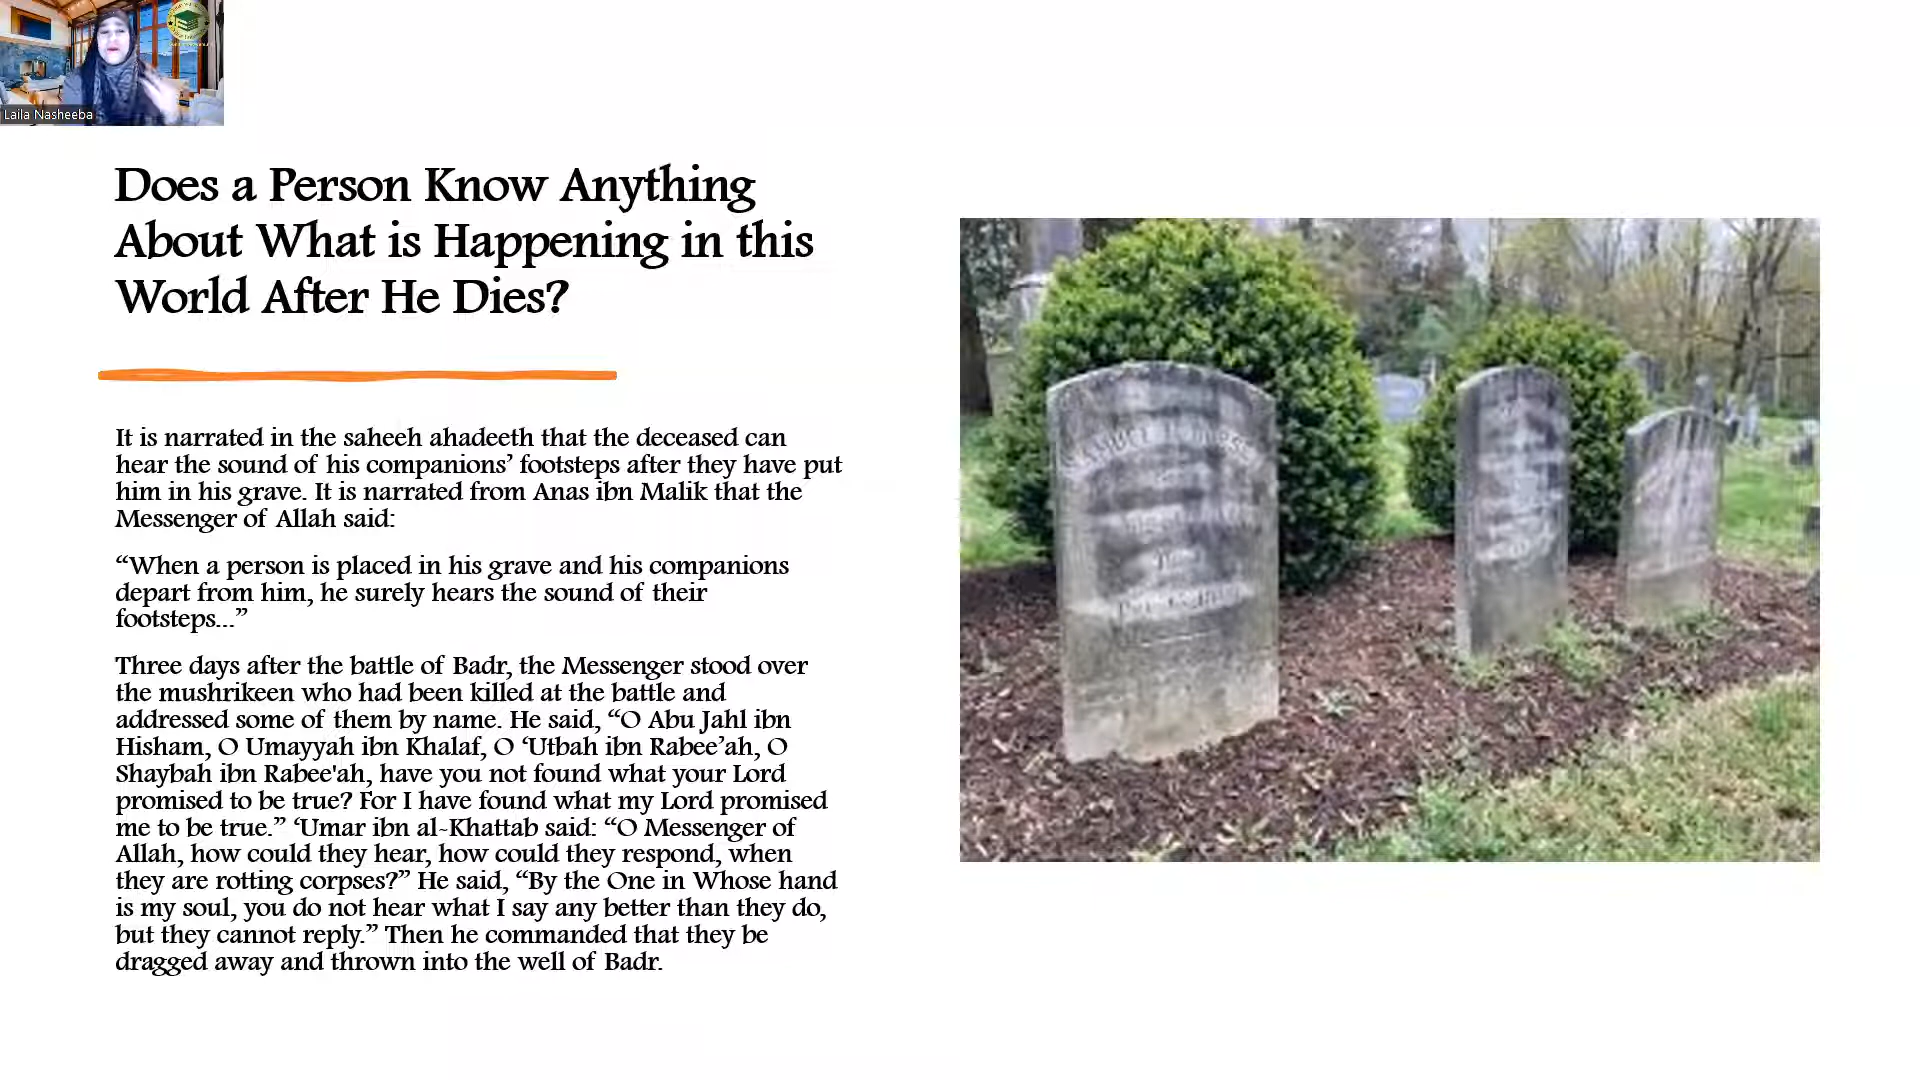 Laila Nasheeba
Does a Person Know Anything
About What is Happening in this
World After He Dies?
It is narrated in the saheeh ahadeeth that the deceased can
hear the sound of his companions’ footsteps after they have put
him in his grave. It is narrated from Anas ibn Malik that the
Messenger of Allah said:
“When a person is placed in his grave and his companions
depart from him, he surely hears the sound of their
footsteps...”
Three days after the battle of Badr, the Messenger stood over
the mushrikeen who had been killed at the battle and
addressed some of them by name. He said, “O Abu Jahl ibn
Hisham, O Umayyah ibn Khalaf, O ‘Utbah ibn Rabee’ah, O
Shaybah ibn Rabee'ah, have you not found what your Lord
promised to be true? For I have found what my Lord promised
me to be true.” ‘Umar ibn al-Khattab said: “O Messenger of
Allah, how could they hear, how could they respond, when
they are rotting corpses?” He said, “By the One in Whose hand
is my soul, you do not hear what I say any better than they do,
but they cannot reply.” Then he commanded that they be
dragged away and thrown into the well of Badr.